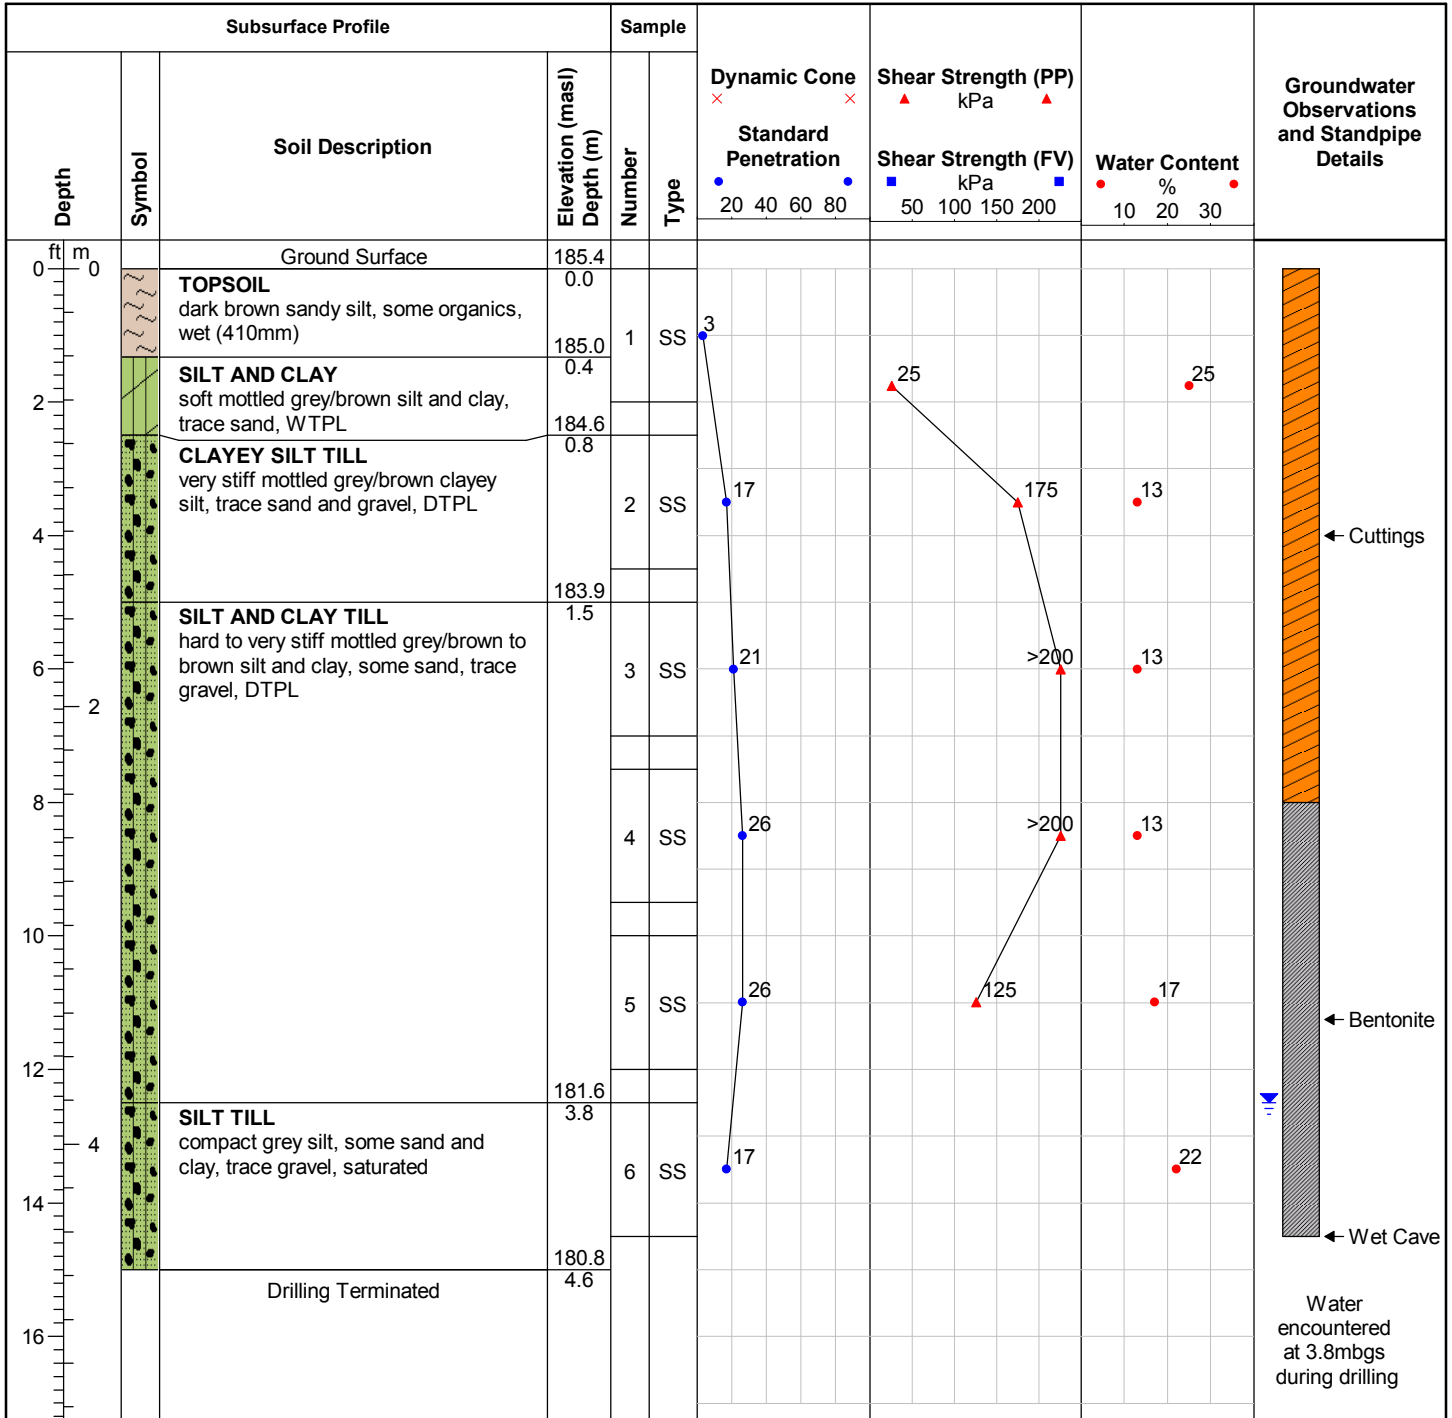 Subsurface Profile
Sample
Depth
Symbol
Soil Description
Elevation (masl)
Depth (m)
Number
Type
Dynamic Cone
Standard
Penetration
20 40 60 80
Shear Strength (PP)
kPa
Shear Strength (FV)
kPa
50 100 150 200
Water Content
%
10 20 30
Groundwater
Observations
and Standpipe
Details
ft m
Ground Surface
185.4
0 0
0.0
TOPSOIL
dark brown sandy silt, some organics,
wet (410mm)
185.0
1 SS
3
0.4
SILT AND CLAY
soft mottled grey/brown silt and clay,
trace sand, WTPL
184.6
25
25
2
0.8
CLAYEY SILT TILL
very stiff mottled grey/brown clayey
silt, trace sand and gravel, DTPL
183.9
2 SS
17
175
13
4
Cuttings
1.5
SILT AND CLAY TILL
hard to very stiff mottled grey/brown to
brown silt and clay, some sand, trace
gravel, DTPL
3 SS
21
>200
13
6
2
8
4 SS
26
>200
13
10
5 SS
26
125
17
Bentonite
12
181.6
3.8
SILT TILL
compact grey silt, some sand and
clay, trace gravel, saturated
4
6 SS
17
22
14
Wet Cave
180.8
4.6
Drilling Terminated
16
Water
encountered
at 3.8mbgs
during drilling